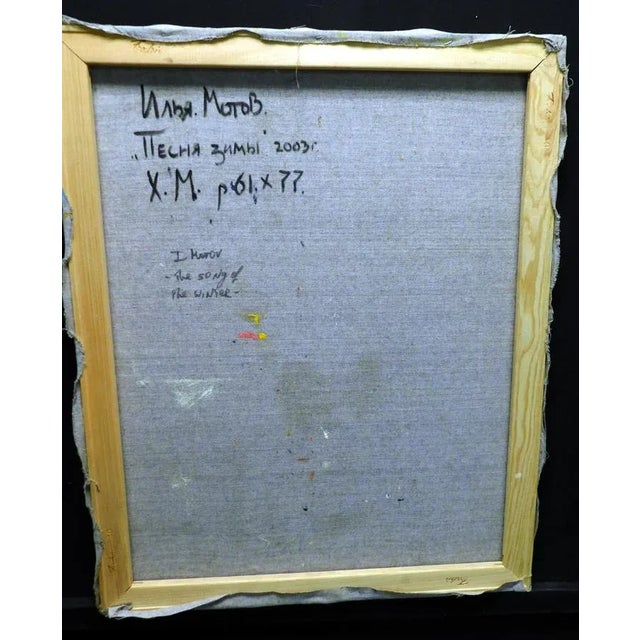 Илья. Мотов.
„Песня зимы" 2003г.
Х.М. р. 61 х 77.
I Motov
- the song of
the winter -